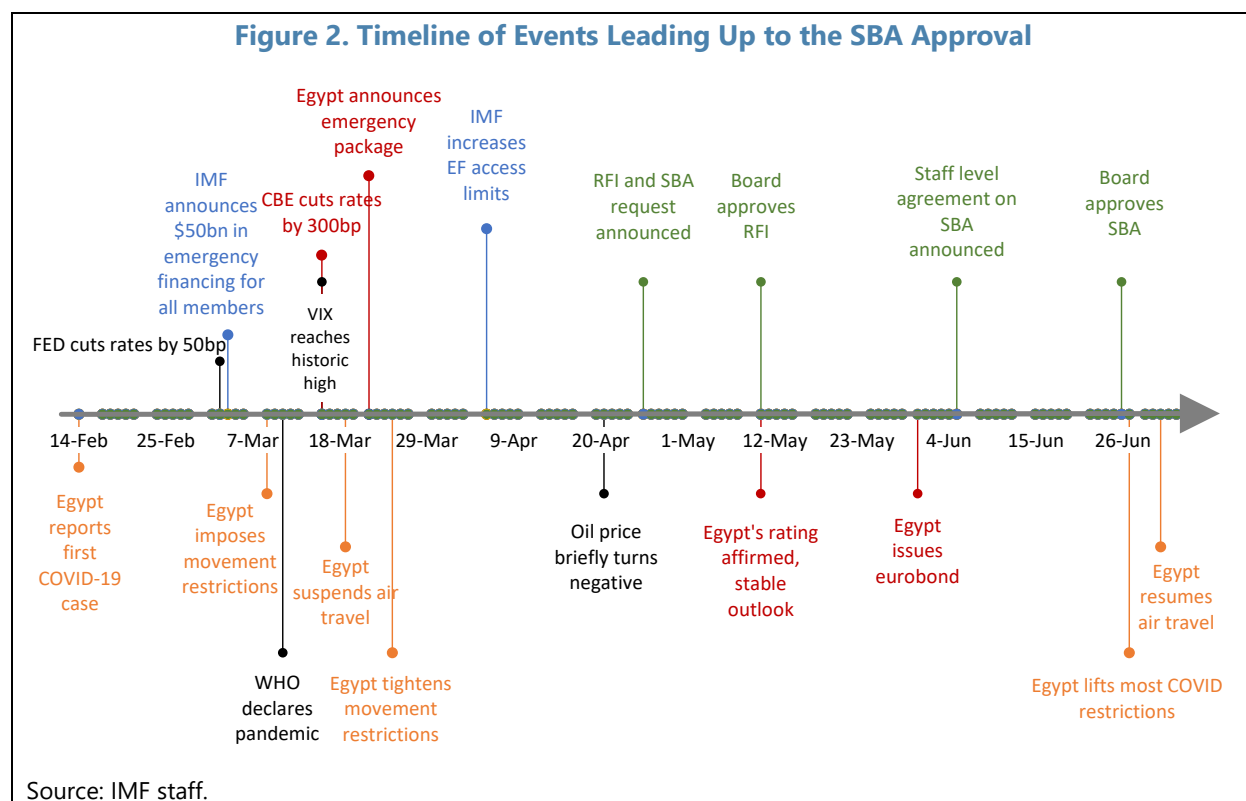 Figure 2. Timeline of Events Leading Up to the SBA Approval
Egypt announces
emergency
package
IMF
increases
EF access
limits
IMF
announces
$50bn in
emergency
financing for
all members
CBE cuts rates
by 300bp
RFI and SBA
request
announced
Board
approves
RFI
Staff level
agreement on
SBA
announced
Board
approves
SBA
FED cuts rates by 50bp
VIX
reaches
historic
high
14-Feb
25-Feb
7-Mar
18-Mar
29-Mar
9-Apr
20-Apr
1-May
12-May
23-May
4-Jun
15-Jun
26-Jun
Egypt
reports
first
COVID-19
case
Egypt
imposes
movement
restrictions
Egypt
suspends air
travel
Oil price
briefly turns
negative
Egypt's rating
affirmed,
stable
outlook
Egypt
issues
eurobond
Egypt
resumes
air travel
WHO
declares
pandemic
Egypt tightens
movement
restrictions
Egypt lifts most COVID
restrictions
Source: IMF staff.